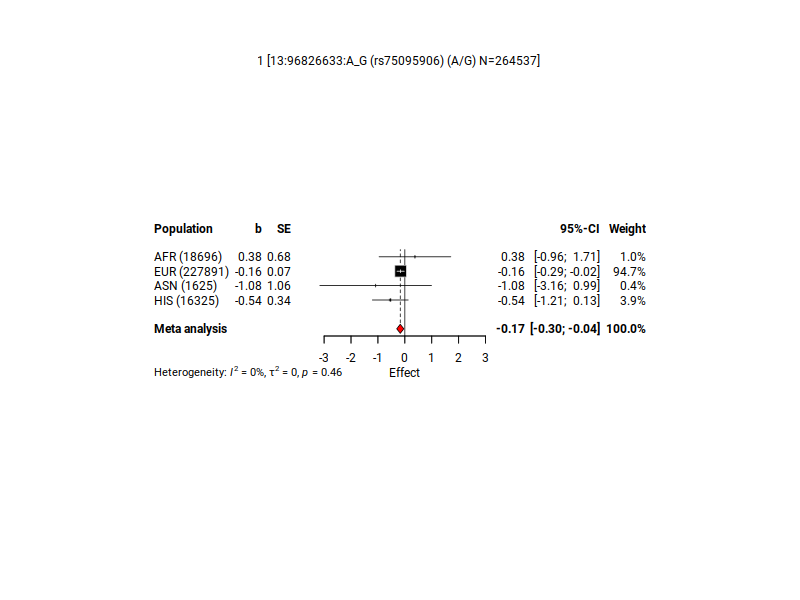 1 [13:96826633:A_G (rs75095906) (A/G) N=264537]
Population b SE 95%-CI Weight
AFR (18696) 0.38 0.68 0.38 [-0.96; 1.71] 1.0%
EUR (227891) -0.16 0.07 -0.16 [-0.29; -0.02] 94.7%
ASN (1625) -1.08 1.06 -1.08 [-3.16; 0.99] 0.4%
HIS (16325) -0.54 0.34 -0.54 [-1.21; 0.13] 3.9%
Meta analysis -0.17 [-0.30; -0.04] 100.0%
-3 -2 -1 0 1 2 3
Heterogeneity: I² = 0%, τ² = 0, p = 0.46 Effect